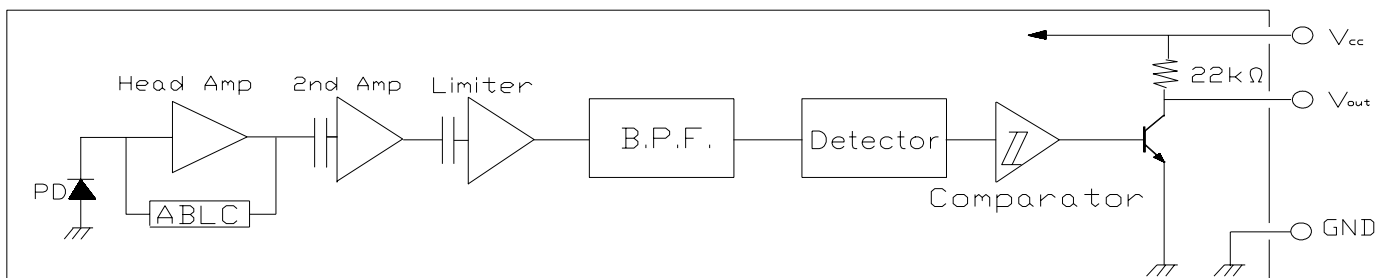 Head Amp
2nd Amp
Limiter
B.P.F.
Detector
Comparator
PD
ABLC
22kΩ
Vcc
Vout
GND